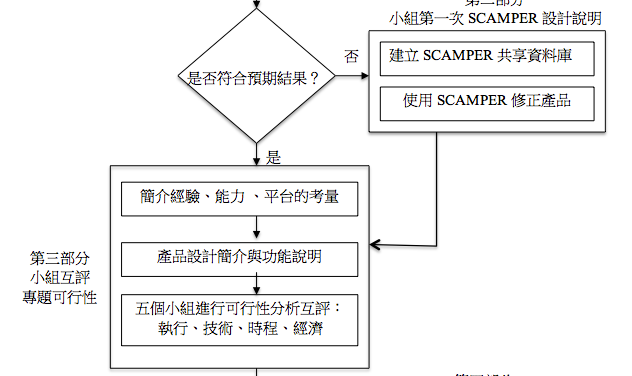 小組第一次 SCAMPER 設計說明
否
建立 SCAMPER 共享資料庫
是否符合預期結果？
使用 SCAMPER 修正產品
是
簡介經驗、能力 、平台的考量
第三部分
小組互評
專題可行性
產品設計簡介與功能說明
五個小組進行可行性分析互評：
執行、技術、時程、經濟